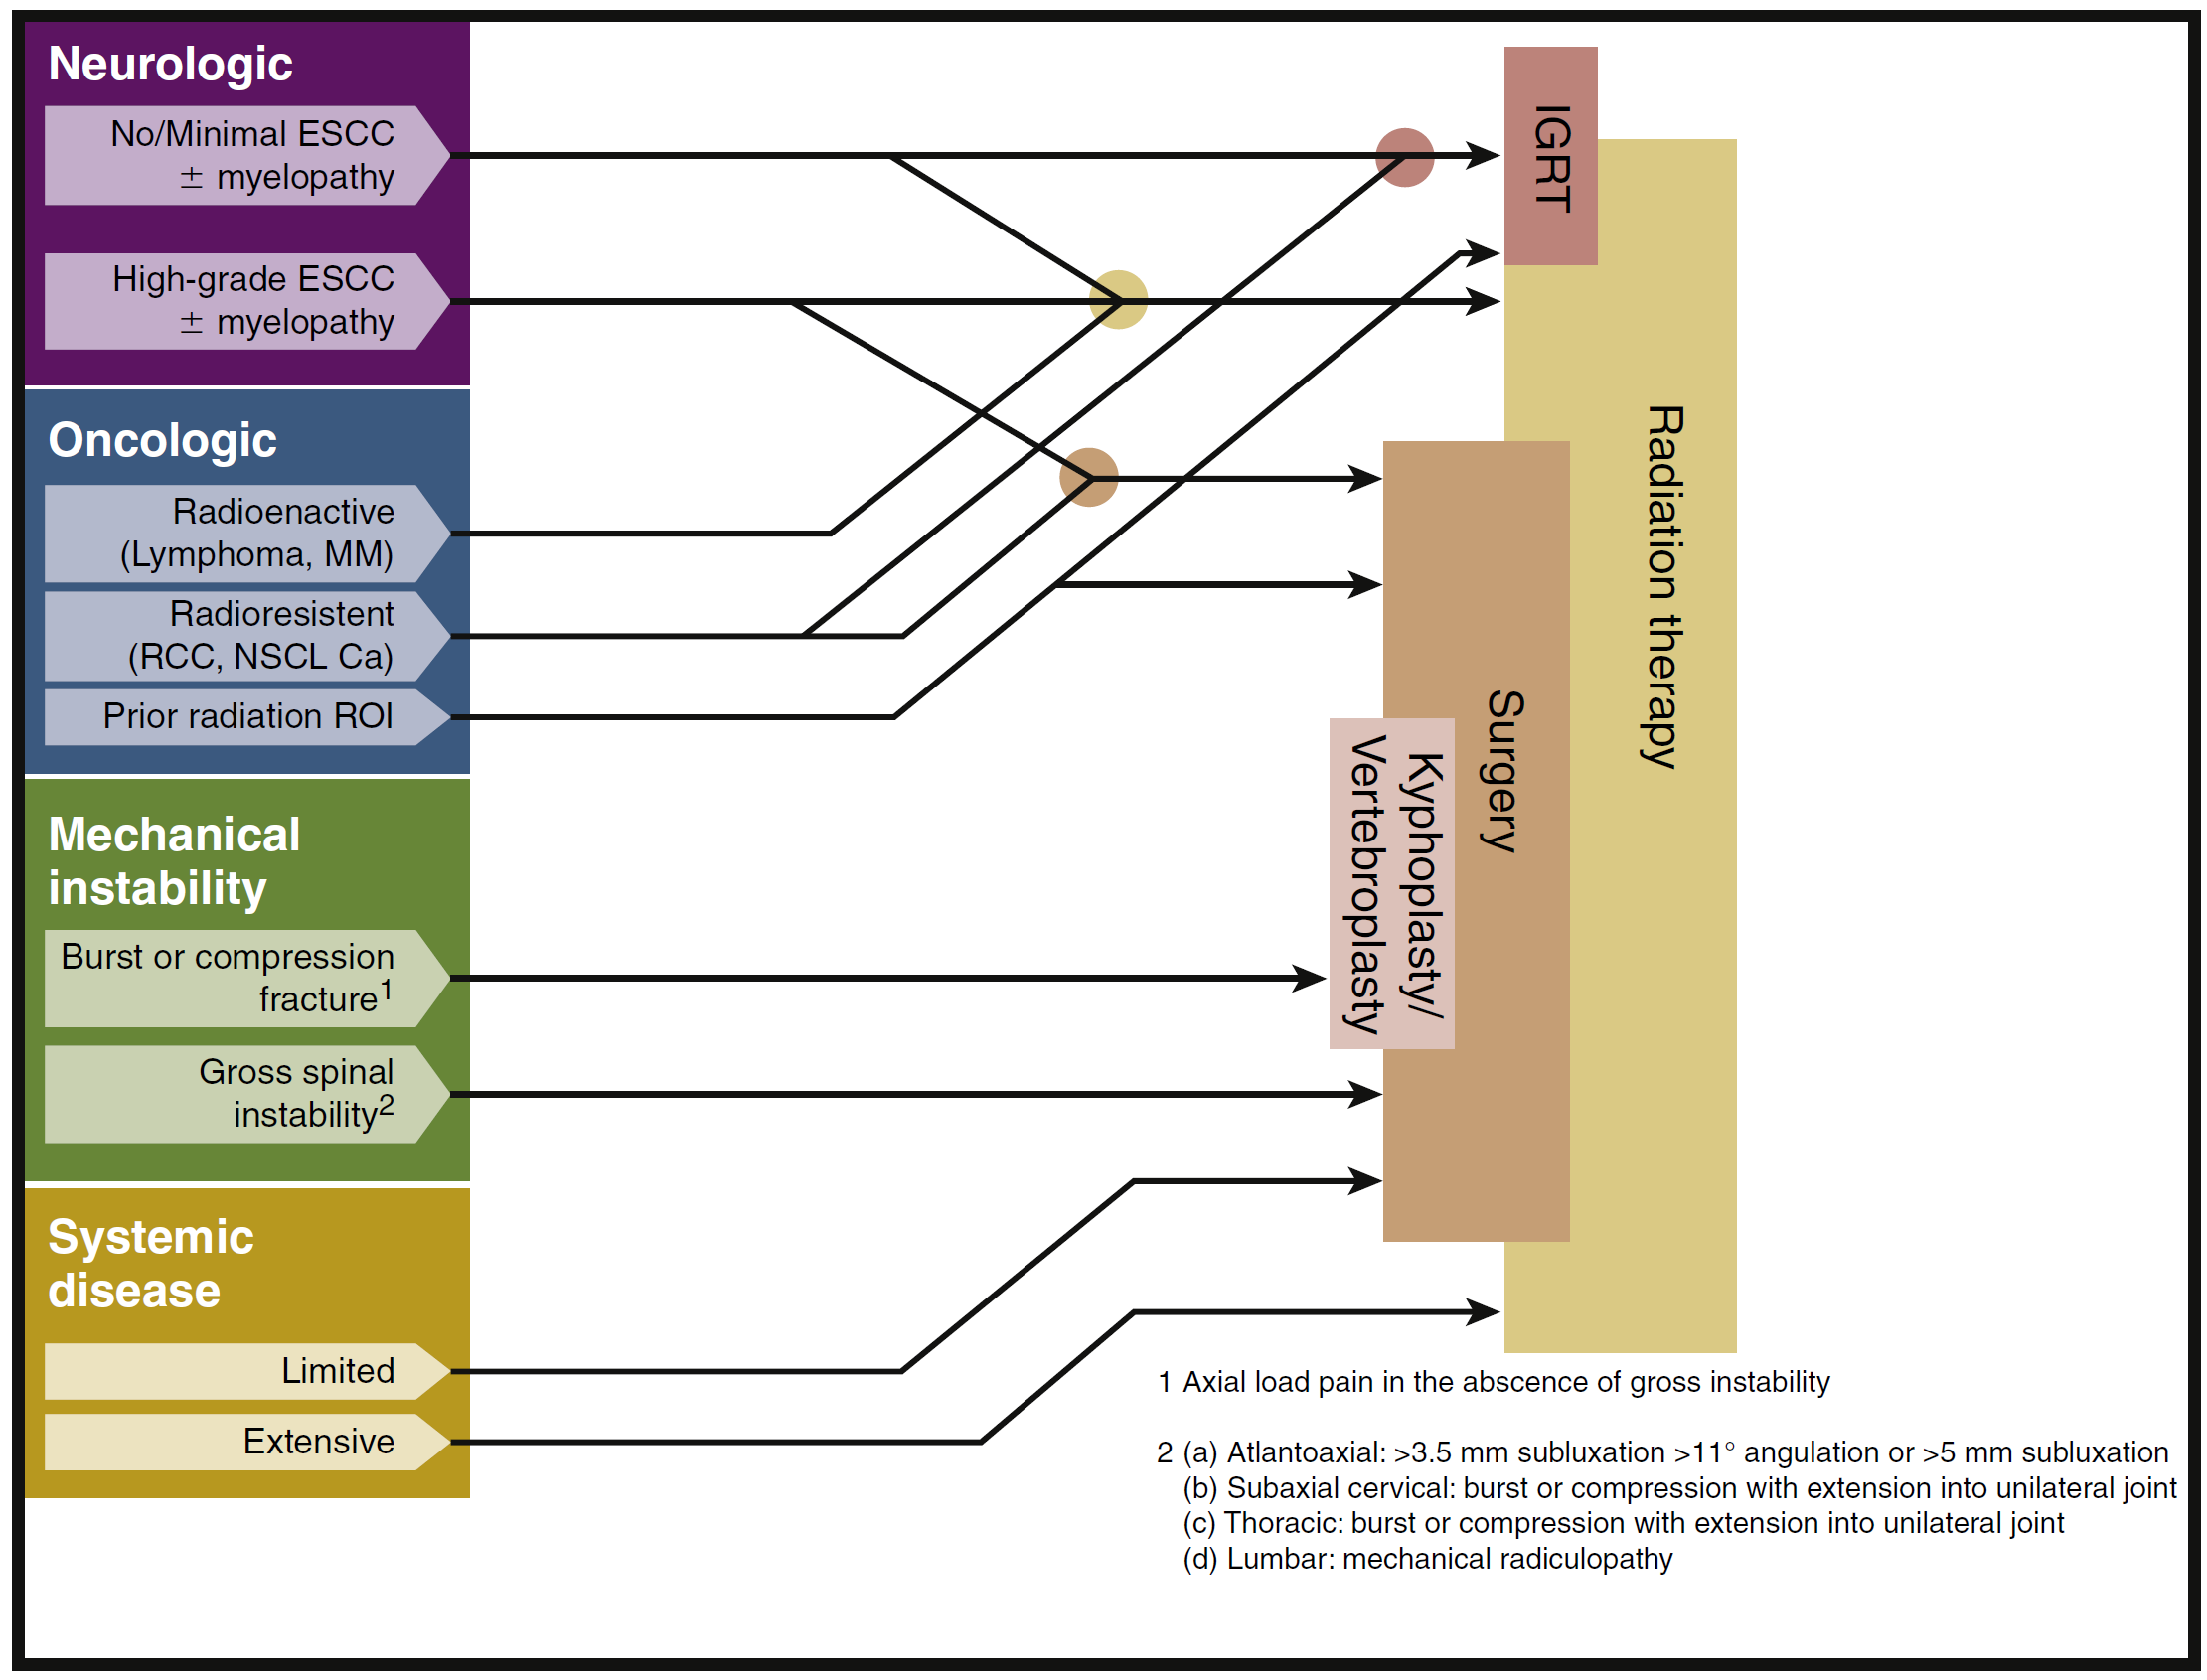 Neurologic
No/Minimal ESCC
± myelopathy
High-grade ESCC
± myelopathy
Oncologic
Radioenactive
(Lymphoma, MM)
Radioresistent
(RCC, NSCL Ca)
Prior radiation ROI
Mechanical
instability
Burst or compression
fracture1
Gross spinal
instability2
Systemic
disease
Limited
Extensive
IGRT
Radiation therapy
Surgery
Kyphoplasty/
Vertebroplasty
1 Axial load pain in the abscence of gross instability
2 (a) Atlantoaxial: >3.5 mm subluxation >11° angulation or >5 mm subluxation
(b) Subaxial cervical: burst or compression with extension into unilateral joint
(c) Thoracic: burst or compression with extension into unilateral joint
(d) Lumbar: mechanical radiculopathy